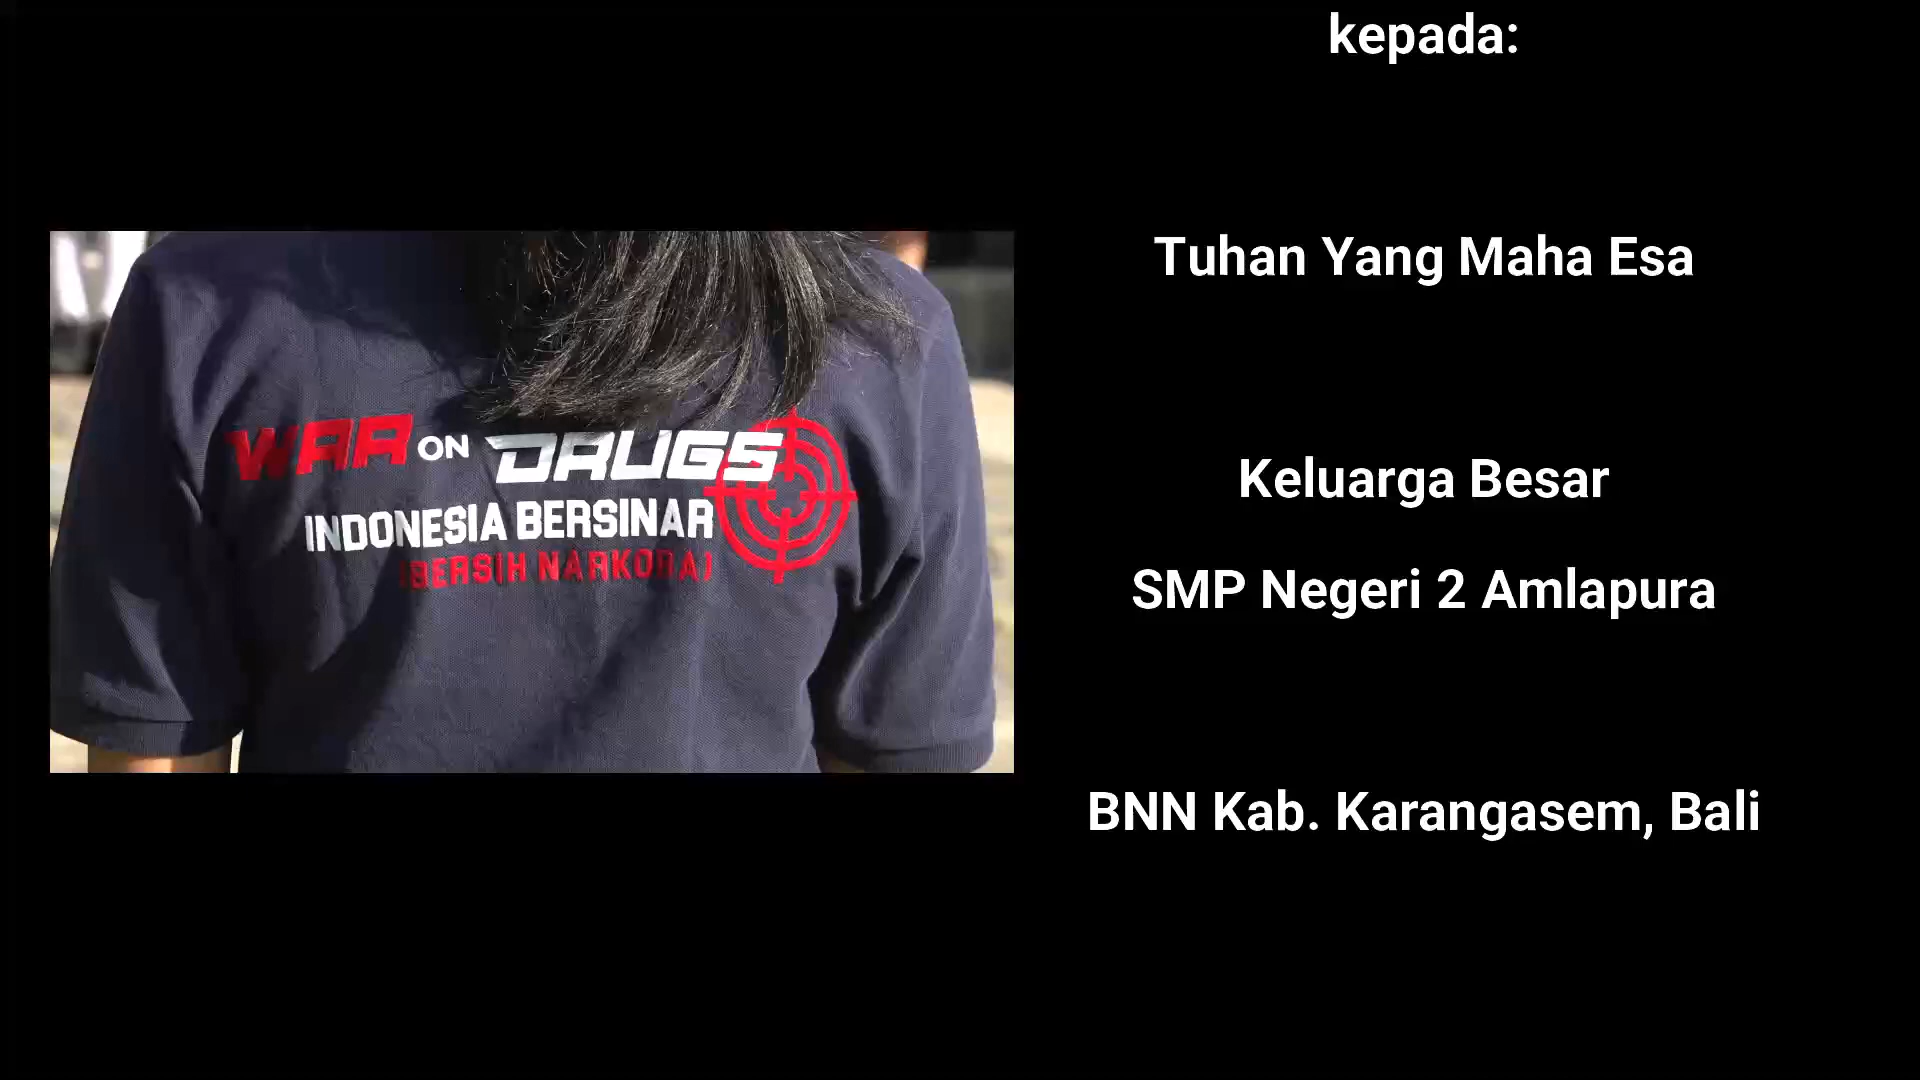 kepada:
Tuhan Yang Maha Esa
Keluarga Besar
SMP Negeri 2 Amlapura
BNN Kab. Karangasem, Bali
WAR ON DRUGS
INDONESIA BERSINAR
(BERSIH NARKOBA)